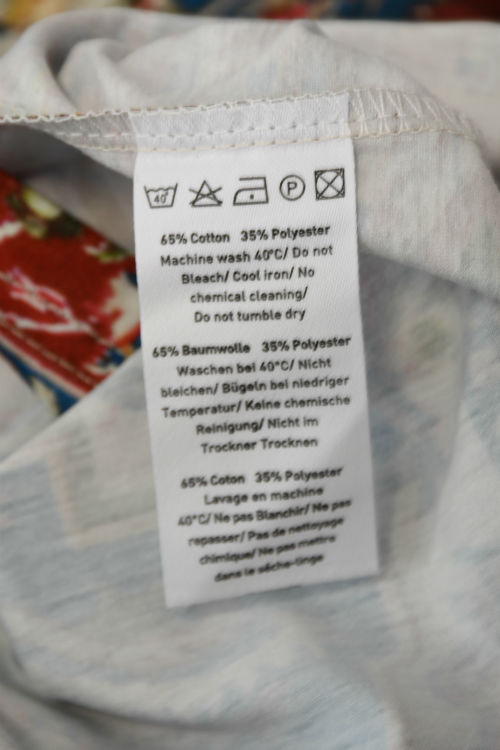 40°
P
65% Cotton 35% Polyester
Machine wash 40°C/ Do not
Bleach/ Cool iron/ No
chemical cleaning/
Do not tumble dry
65% Baumwolle 35% Polyester
Waschen bei 40°C/ Nicht
bleichen/ Bügeln bei niedriger
Temperatur/ Keine chemische
Reinigung/ Nicht im
Trockner Trocknen
65% Coton 35% Polyester
Lavage en machine
40°C/ Ne pas Blanchir/ Ne pas
repasser/ Pas de nettoyage
chimique/ Ne pas mettre
dans le sèche-linge